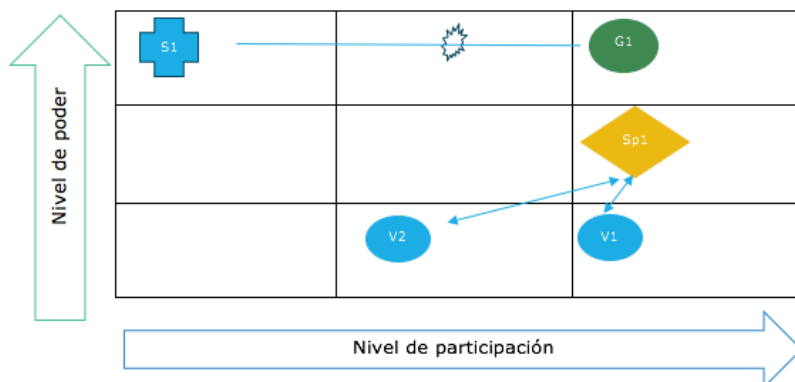 S1
G1
Sp1
V2
V1
Nivel de poder
Nivel de participación